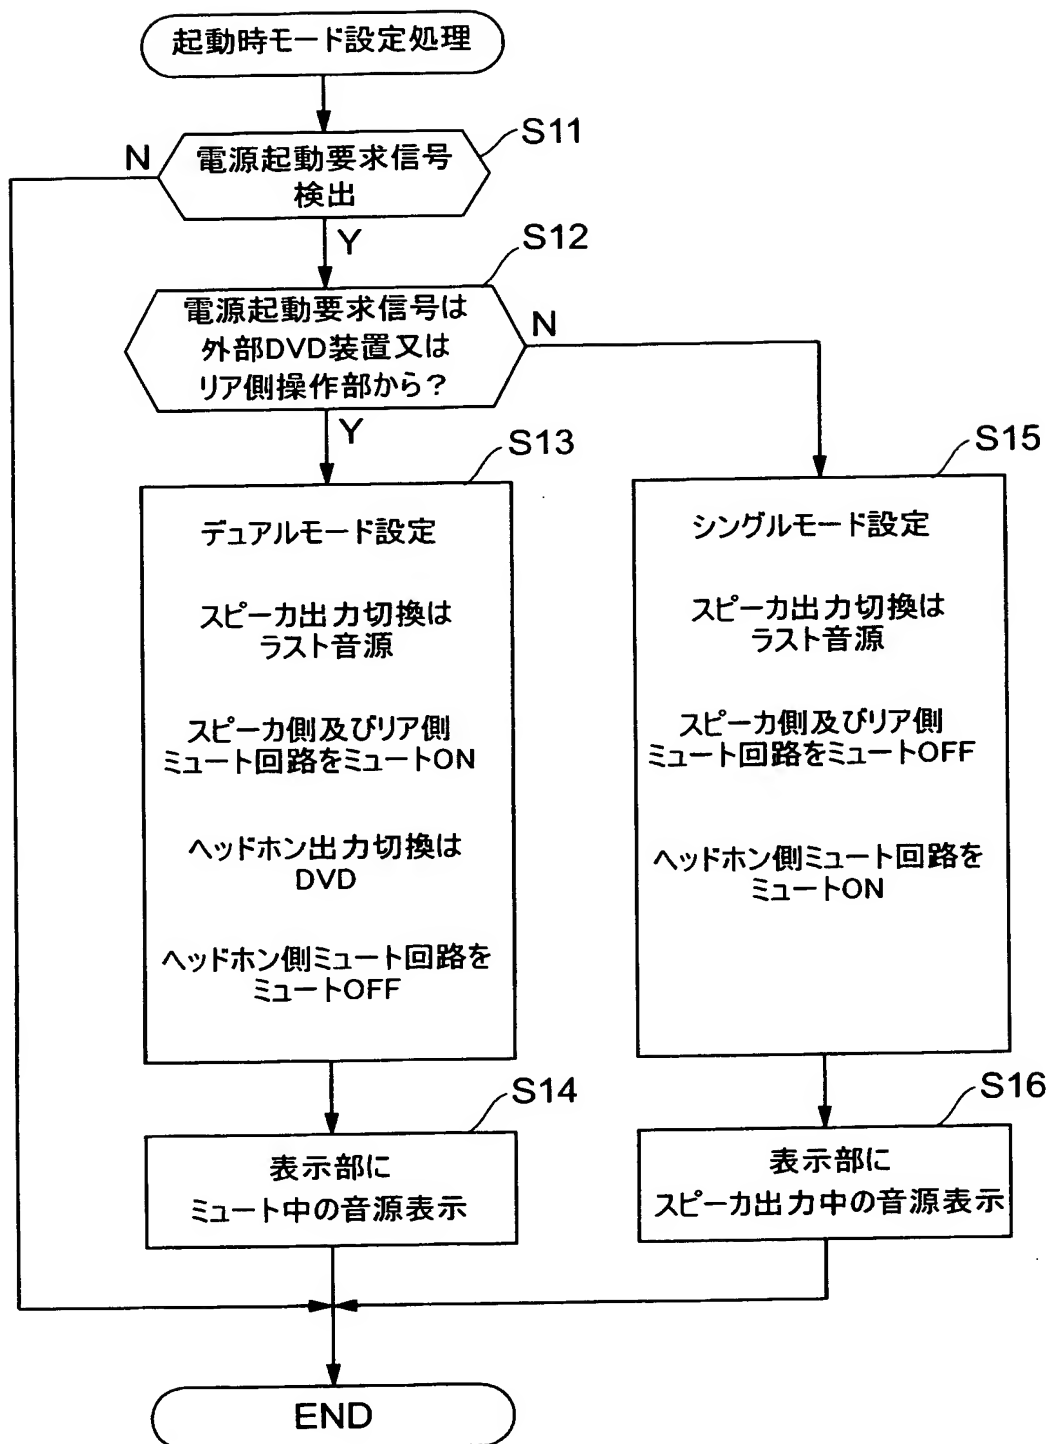 起動時モード設定処理
S11
N
電源起動要求信号
検出
Y
S12
電源起動要求信号は
外部DVD装置又は
リア側操作部から？
N
Y
S13
デュアルモード設定
スピーカ出力切換は
ラスト音源
スピーカ側及びリア側
ミュート回路をミュートON
ヘッドホン出力切換は
DVD
ヘッドホン側ミュート回路を
ミュートOFF
S15
シングルモード設定
スピーカ出力切換は
ラスト音源
スピーカ側及びリア側
ミュート回路をミュートOFF
ヘッドホン側ミュート回路を
ミュートON
S14
表示部に
ミュート中の音源表示
S16
表示部に
スピーカ出力中の音源表示
END